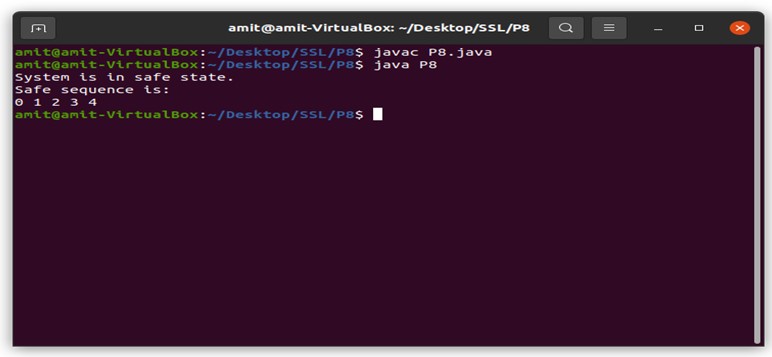 amit@amit-VirtualBox: ~/Desktop/SSL/P8
amit@amit-VirtualBox:~/Desktop/SSL/P8$ javac P8.java
amit@amit-VirtualBox:~/Desktop/SSL/P8$ java P8
System is in safe state.
Safe sequence is:
0 1 2 3 4
amit@amit-VirtualBox:~/Desktop/SSL/P8$